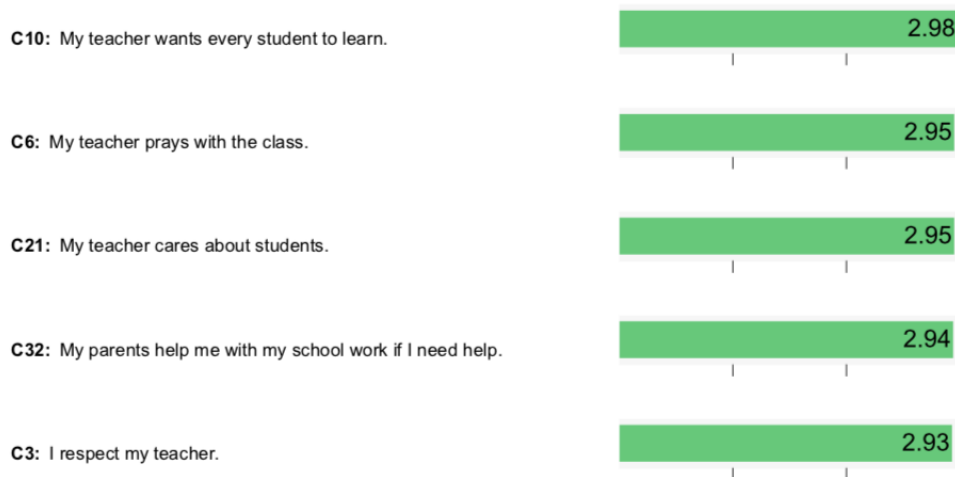 C10: My teacher wants every student to learn. 2.98
C6: My teacher prays with the class. 2.95
C21: My teacher cares about students. 2.95
C32: My parents help me with my school work if I need help. 2.94
C3: I respect my teacher. 2.93